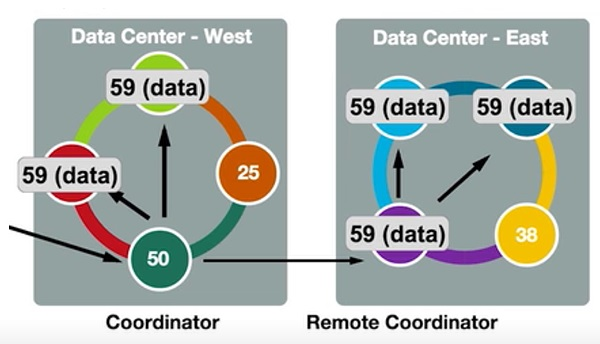 Data Center - West
Data Center - East
59 (data)
59 (data)
59 (data)
59 (data)
25
59 (data)
38
50
Coordinator
Remote Coordinator